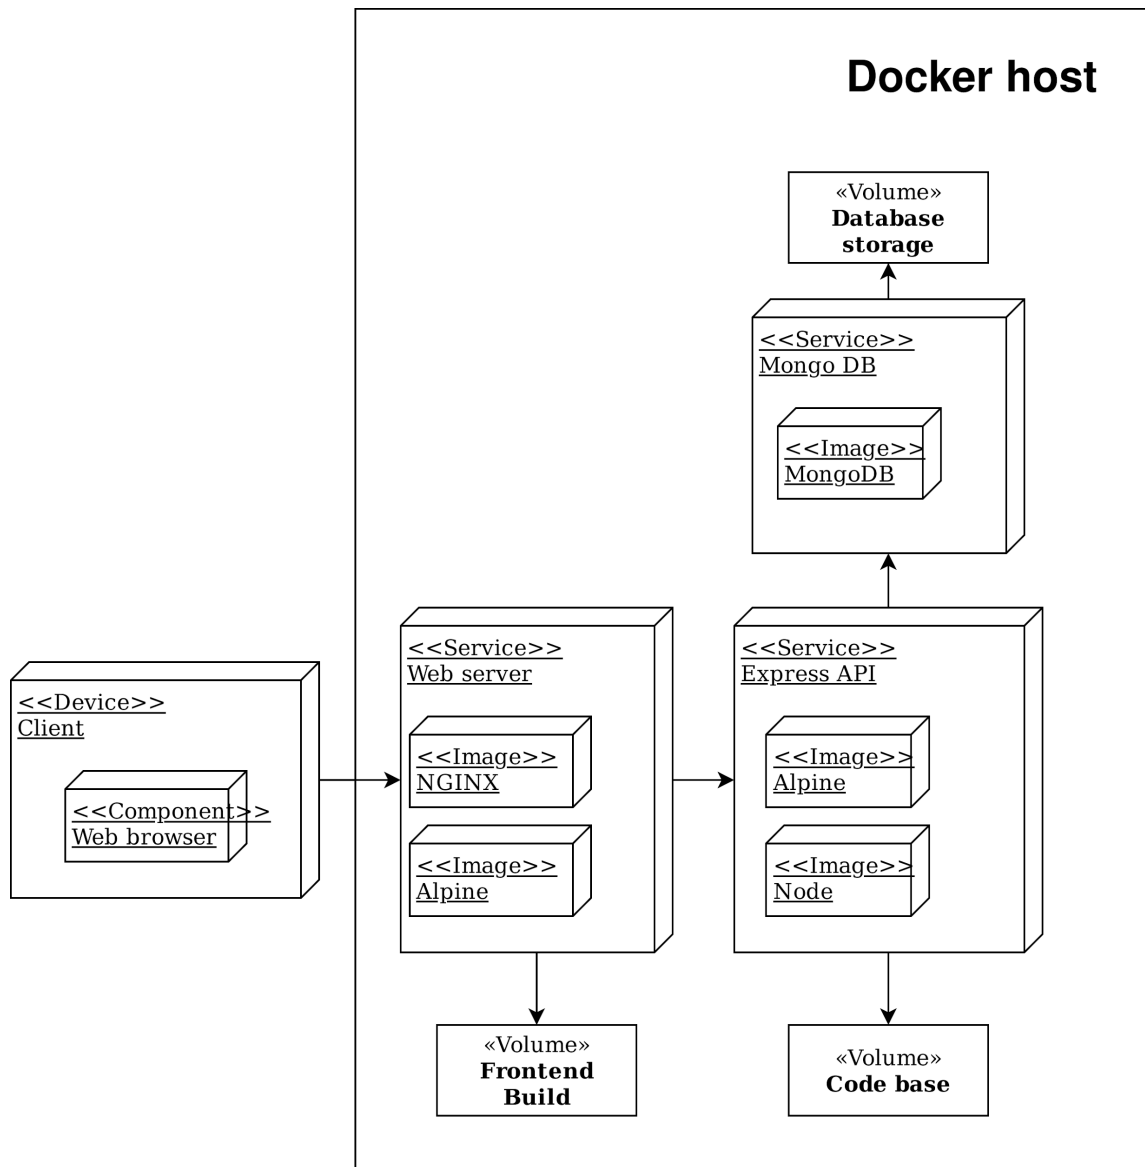 Docker host
«Volume»
Database
storage
<<Service>>
Mongo DB
<<Image>>
MongoDB
<<Device>>
Client
<<Component>>
Web browser
<<Service>>
Web server
<<Image>>
NGINX
<<Image>>
Alpine
<<Service>>
Express API
<<Image>>
Alpine
<<Image>>
Node
«Volume»
Frontend
Build
«Volume»
Code base